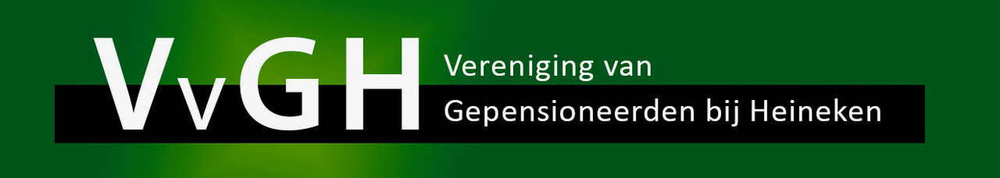 VvGH
Vereniging van
Gepensioneerden bij Heineken